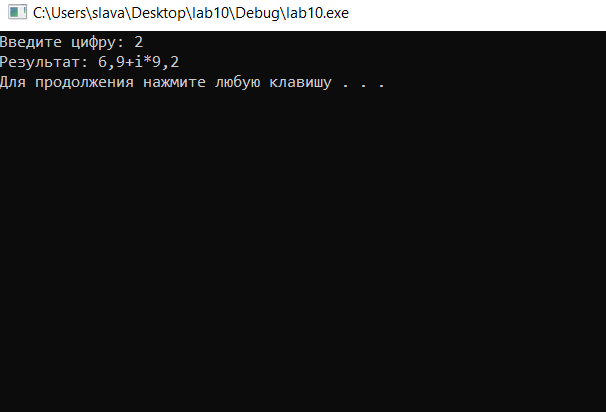 C:\Users\slava\Desktop\lab10\Debug\lab10.exe
Введите цифру: 2
Результат: 6,9+i*9,2
Для продолжения нажмите любую клавишу . . .